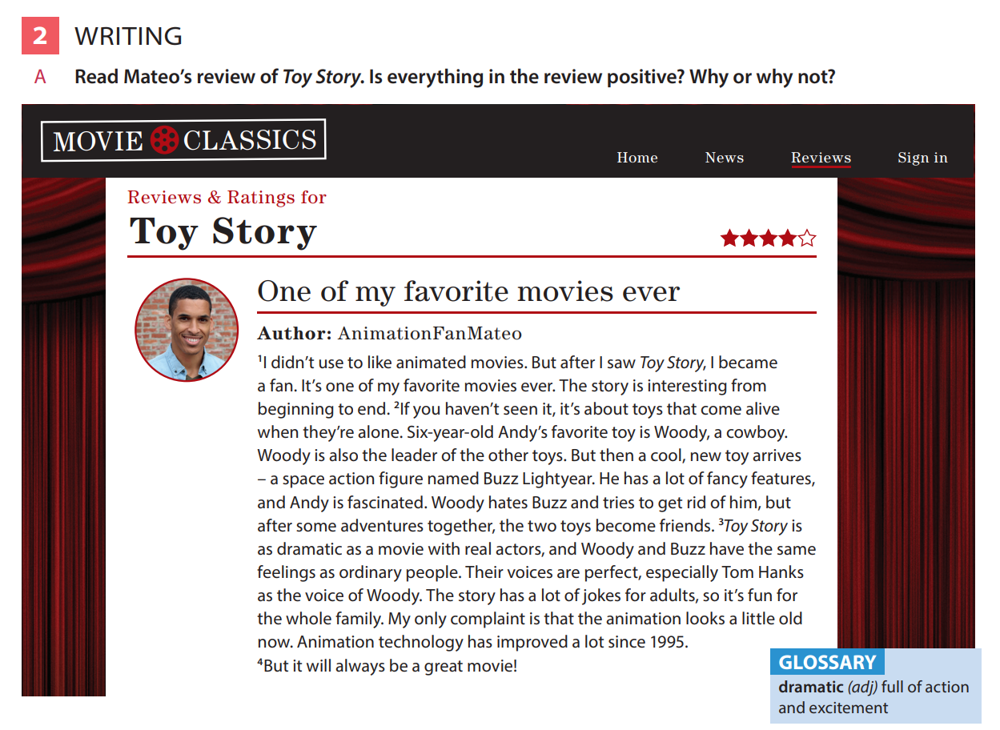 2 WRITING
A Read Mateo’s review of Toy Story. Is everything in the review positive? Why or why not?
MOVIE CLASSICS
Home News Reviews Sign in
Reviews & Ratings for
Toy Story
One of my favorite movies ever
Author: AnimationFanMateo
¹I didn’t use to like animated movies. But after I saw Toy Story, I became
a fan. It’s one of my favorite movies ever. The story is interesting from
beginning to end. ²If you haven’t seen it, it’s about toys that come alive
when they’re alone. Six-year-old Andy’s favorite toy is Woody, a cowboy.
Woody is also the leader of the other toys. But then a cool, new toy arrives
– a space action figure named Buzz Lightyear. He has a lot of fancy features,
and Andy is fascinated. Woody hates Buzz and tries to get rid of him, but
after some adventures together, the two toys become friends. ³Toy Story is
as dramatic as a movie with real actors, and Woody and Buzz have the same
feelings as ordinary people. Their voices are perfect, especially Tom Hanks
as the voice of Woody. The story has a lot of jokes for adults, so it’s fun for
the whole family. My only complaint is that the animation looks a little old
now. Animation technology has improved a lot since 1995.
⁴But it will always be a great movie!
GLOSSARY
dramatic (adj) full of action
and excitement